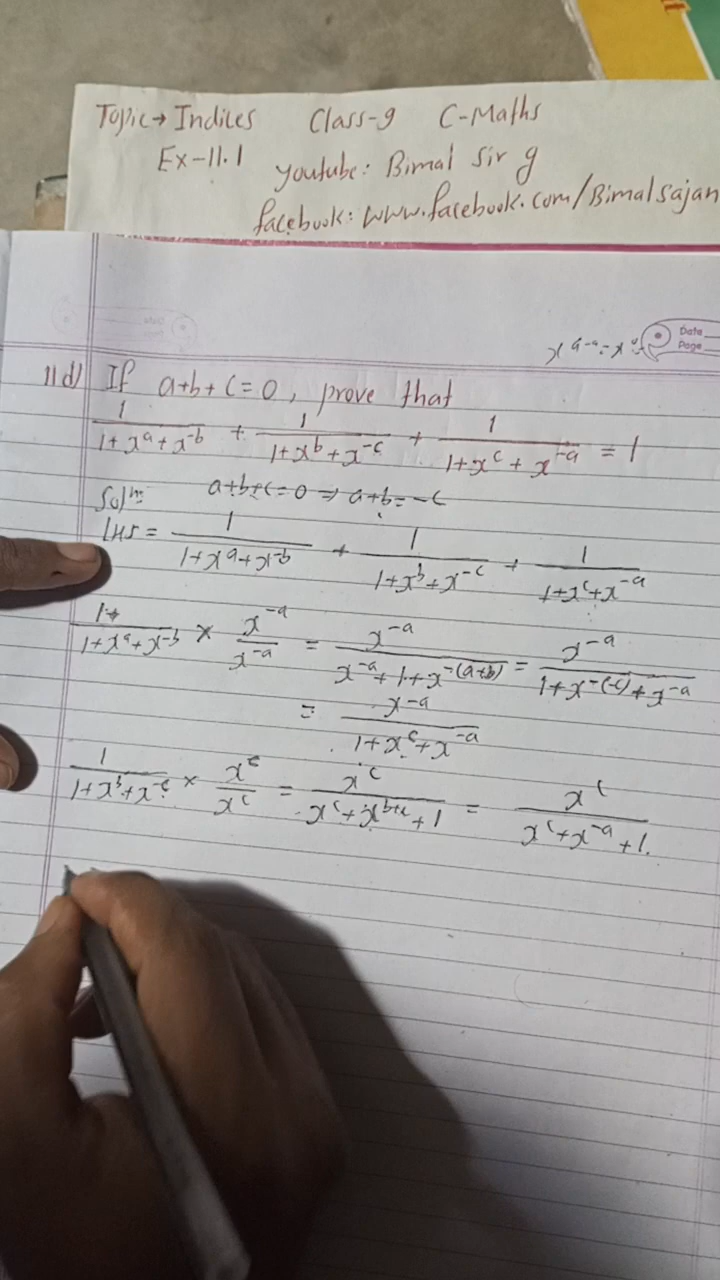 Topic → Indices Class-9 C-Maths
Ex-11.1 youtube: Bimal Sir g
facebook: www.facebook.com/Bimalsajan
Data
Page
11d) If a+b+c=0, prove that
1/(1+x^a+x^-b) + 1/(1+x^b+x^-c) + 1/(1+x^c+x^-a) = 1
Solⁿ: a+b+c=0 ⇒ a+b=-c
LHS = 1/(1+x^a+x^-b) + 1/(1+x^b+x^-c) + 1/(1+x^c+x^-a)
1/(1+x^a+x^-b) × x^-a/x^-a = x^-a/(x^-a+1+x^-(a+b)) = x^-a/(1+x^-(-c)+x^-a)
= x^-a/(1+x^c+x^-a)
1/(1+x^b+x^-c) × x^c/x^c = x^c/(x^c+x^b+c+1) = x^c/(x^c+x^-a+1)